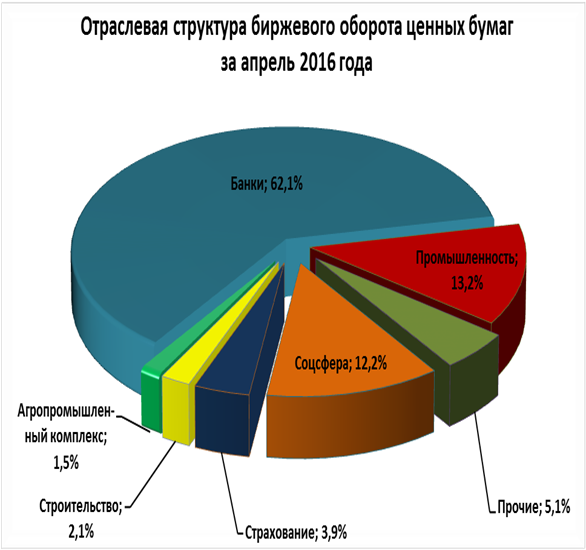 Отраслевая структура биржевого оборота ценных бумаг
за апрель 2016 года
Банки; 62,1%
Промышленность;
13,2%
Соцсфера; 12,2%
Агропромышлен-
ный комплекс;
1,5%
Строительство;
2,1%
Страхование; 3,9%
Прочие; 5,1%